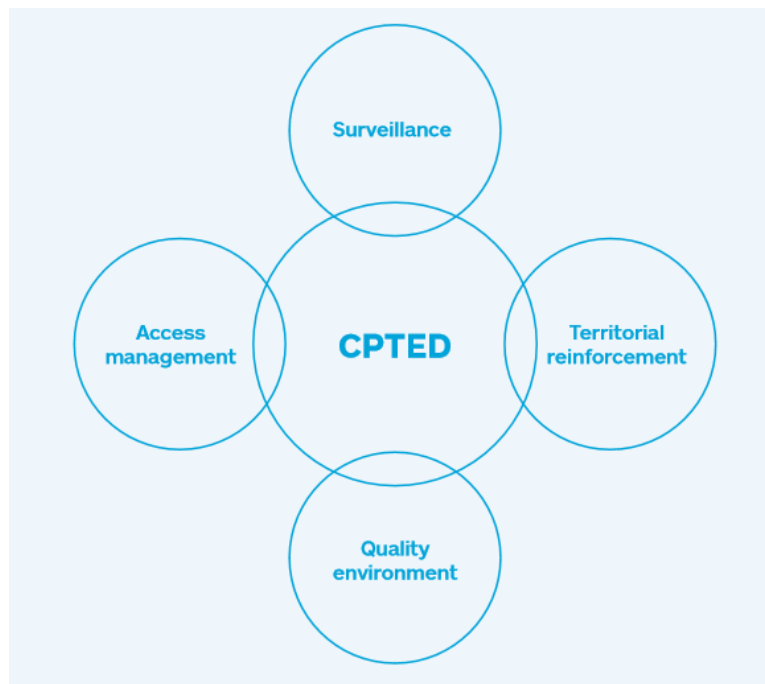 Surveillance
Access
management
CPTED
Territorial
reinforcement
Quality
environment